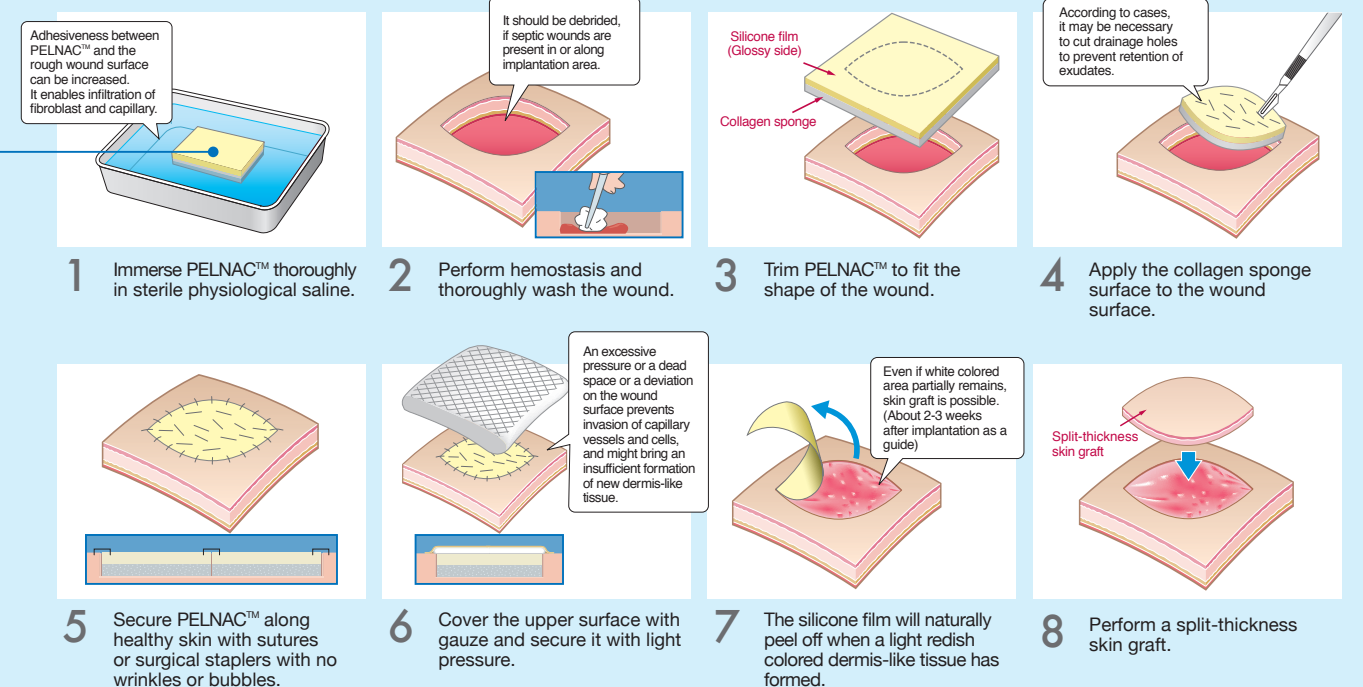 Adhesiveness between
PELNAC™ and the
rough wound surface
can be increased.
It enables infiltration of
fibroblast and capillary.
1 Immerse PELNAC™ thoroughly
in sterile physiological saline.
It should be debrided,
if septic wounds are
present in or along
implantation area.
2 Perform hemostasis and
thoroughly wash the wound.
Silicone film
(Glossy side)
Collagen sponge
3 Trim PELNAC™ to fit the
shape of the wound.
According to cases,
it may be necessary
to cut drainage holes
to prevent retention of
exudates.
4 Apply the collagen sponge
surface to the wound
surface.
5 Secure PELNAC™ along
healthy skin with sutures
or surgical staplers with no
wrinkles or bubbles.
An excessive
pressure or a dead
space or a deviation
on the wound
surface prevents
invasion of capillary
vessels and cells,
and might bring an
insufficient formation
of new dermis-like
tissue.
6 Cover the upper surface with
gauze and secure it with light
pressure.
Even if white colored
area partially remains,
skin graft is possible.
(About 2-3 weeks
after implantation as a
guide)
7 The silicone film will naturally
peel off when a light redish
colored dermis-like tissue has
formed.
Split-thickness
skin graft
8 Perform a split-thickness
skin graft.